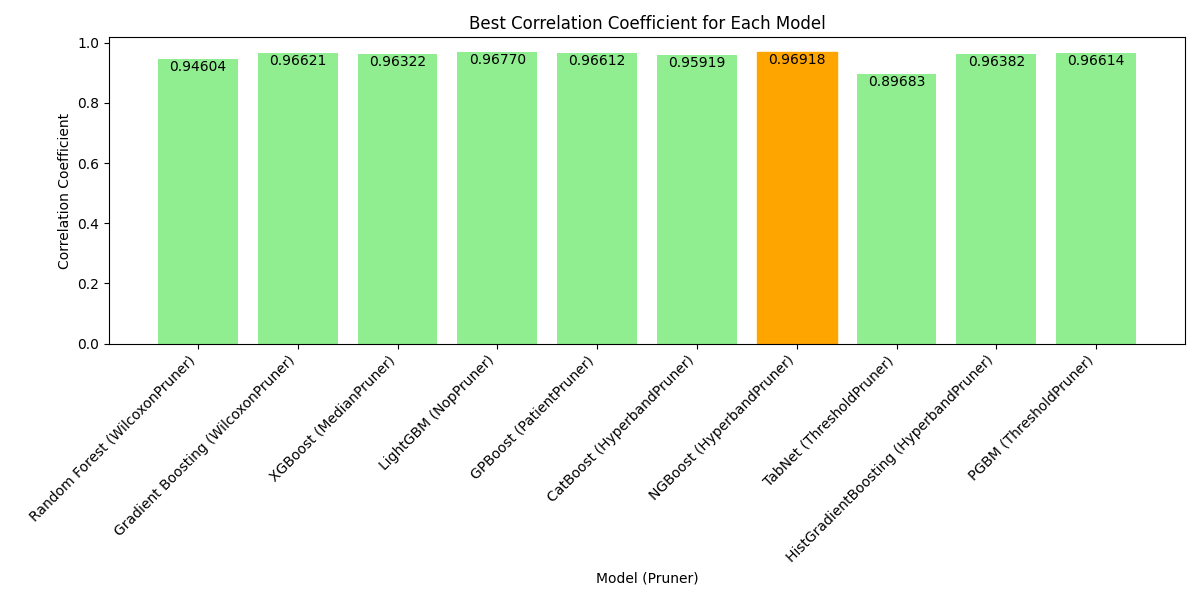 Best Correlation Coefficient for Each Model
Correlation Coefficient
1.0
0.8
0.6
0.4
0.2
0.0
0.94604
0.96621
0.96322
0.96770
0.96612
0.95919
0.96918
0.89683
0.96382
0.96614
Random Forest (WilcoxonPruner)
Gradient Boosting (WilcoxonPruner)
XGBoost (MedianPruner)
LightGBM (NopPruner)
GPBoost (PatientPruner)
CatBoost (HyperbandPruner)
NGBoost (HyperbandPruner)
TabNet (ThresholdPruner)
HistGradientBoosting (HyperbandPruner)
PGBM (ThresholdPruner)
Model (Pruner)